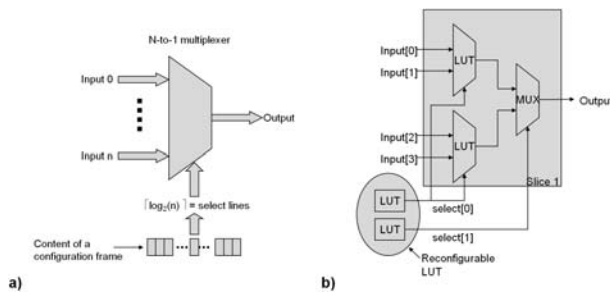 N-to-1 multiplexer
Input 0
Input n
Output
⌈log₂(n)⌉ = select lines
Content of a
configuration frame
a)
Input[0]
Input[1]
LUT
MUX
Output
Input[2]
Input[3]
LUT
Slice 1
LUT
select[0]
LUT
select[1]
Reconfigurable
LUT
b)